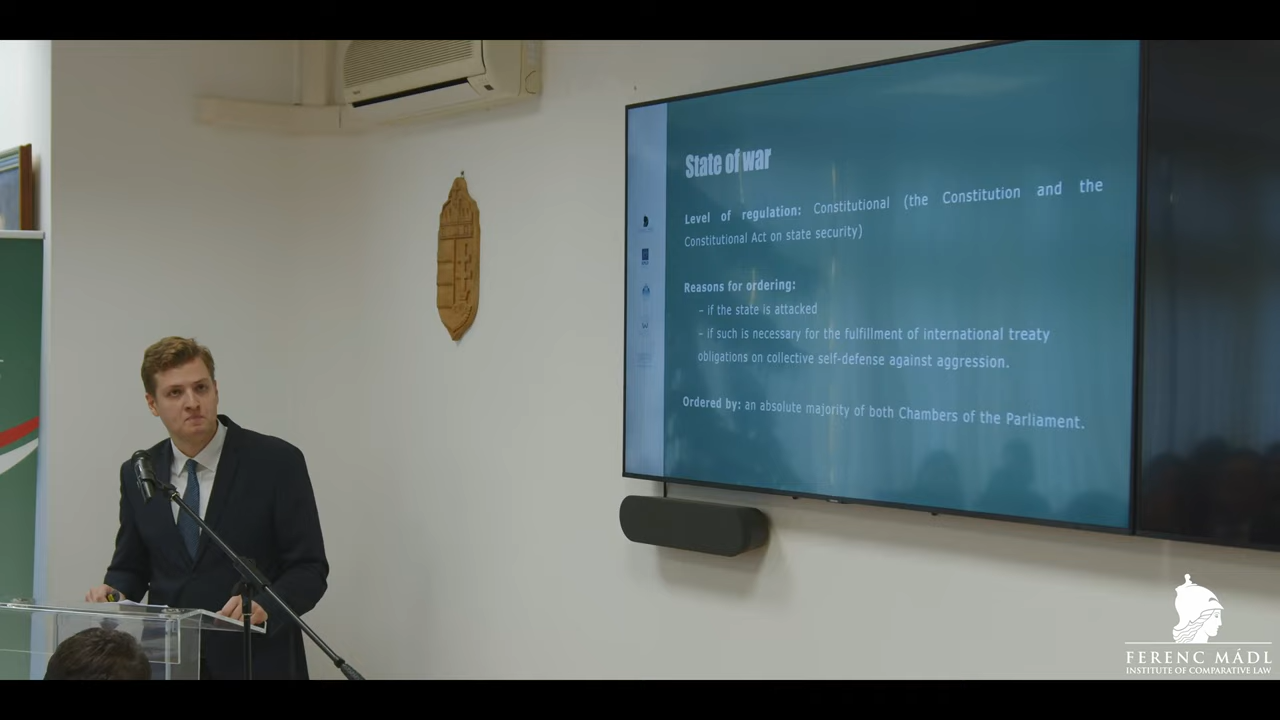 State of war
Level of regulation: Constitutional (the Constitution and the
Constitutional Act on state security)
Reasons for ordering:
– if the state is attacked
– if such is necessary for the fulfillment of international treaty
obligations on collective self-defense against aggression.
Ordered by: an absolute majority of both Chambers of the Parliament.
FERENC MÁDL
INSTITUTE OF COMPARATIVE LAW